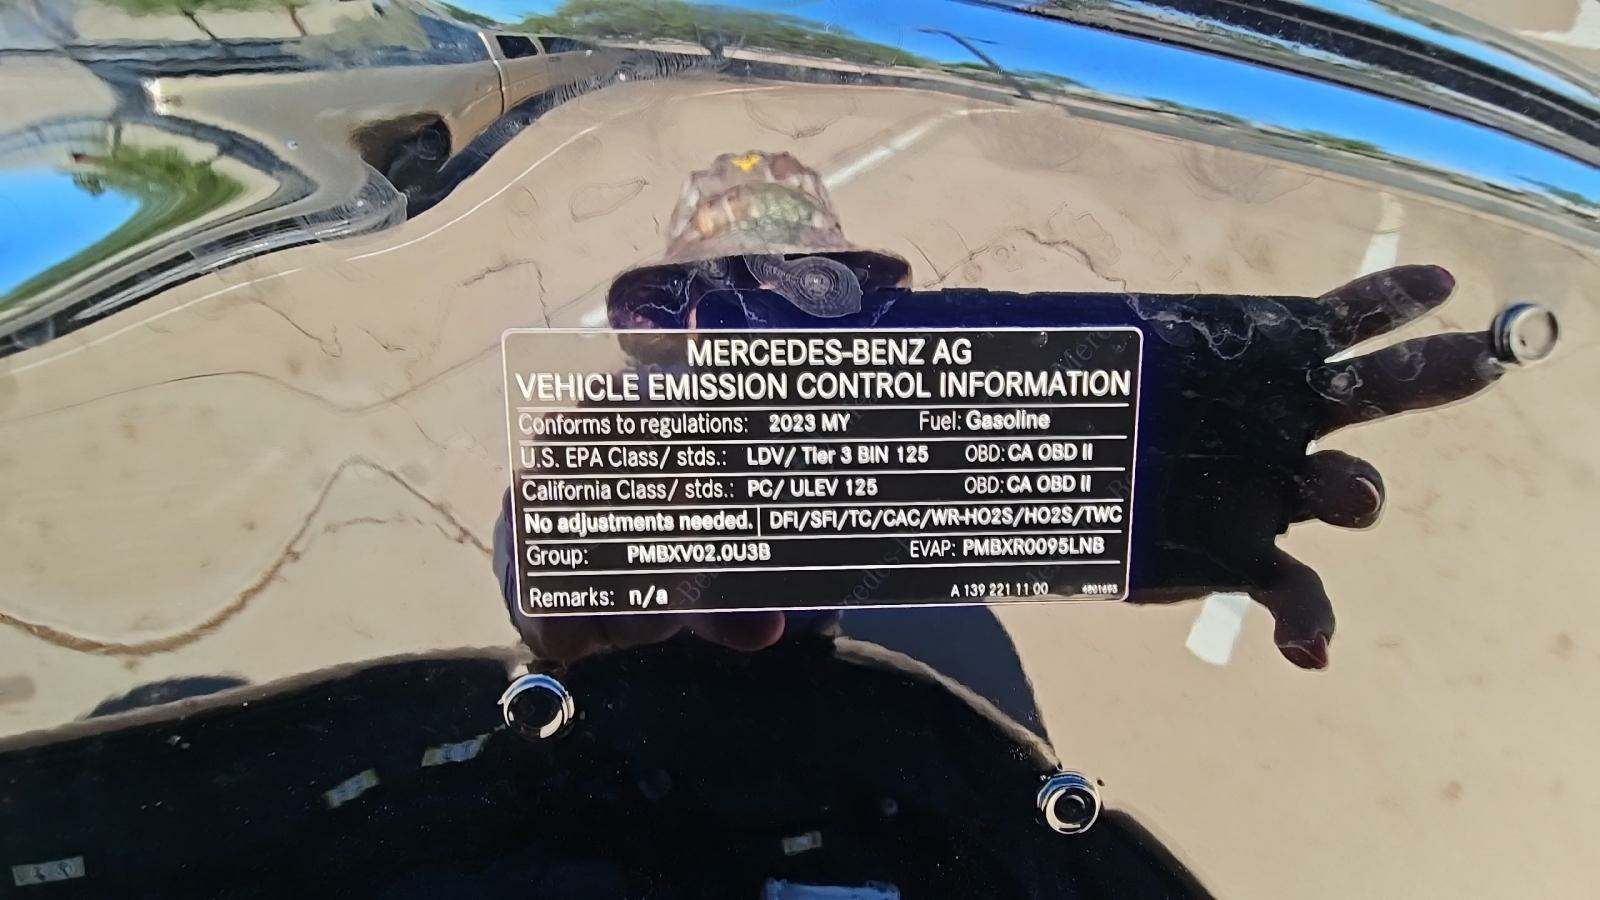 MERCEDES-BENZ AG
VEHICLE EMISSION CONTROL INFORMATION
Conforms to regulations: 2023 MY Fuel: Gasoline
U.S. EPA Class/ stds.: LDV/ Tier 3 BIN 125 OBD: CA OBD II
California Class/ stds.: PC/ ULEV 125 OBD: CA OBD II
No adjustments needed. DFI/SFI/TC/CAC/WR-HO2S/HO2S/TWC
Group: PMBXV02.0U3B EVAP: PMBXR0095LNB
Remarks: n/a A 139 221 11 00